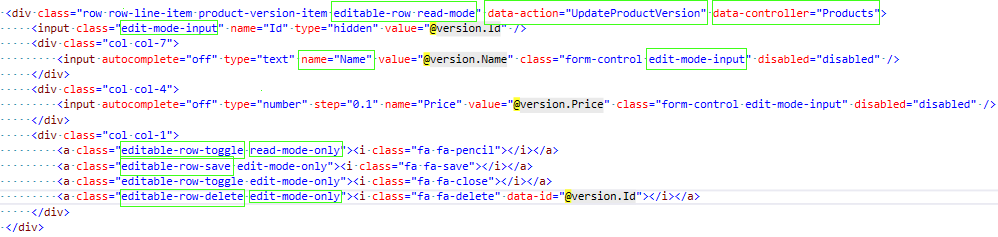 <div class="row row-line-item product-version-item editable-row read-mode" data-action="UpdateProductVersion" data-controller="Products">
<input class="edit-mode-input" name="Id" type="hidden" value="@version.Id" />
<div class="col col-7">
<input autocomplete="off" type="text" name="Name" value="@version.Name" class="form-control edit-mode-input" disabled="disabled" />
</div>
<div class="col col-4">
<input autocomplete="off" type="number" step="0.1" name="Price" value="@version.Price" class="form-control edit-mode-input" disabled="disabled" />
</div>
<div class="col col-1">
<a class="editable-row-toggle read-mode-only"><i class="fa fa-pencil"></i></a>
<a class="editable-row-save edit-mode-only"><i class="fa fa-save"></i></a>
<a class="editable-row-toggle edit-mode-only"><i class="fa fa-close"></i></a>
<a class="editable-row-delete edit-mode-only"><i class="fa fa-delete" data-id="@version.Id"></i></a>
</div>
</div>